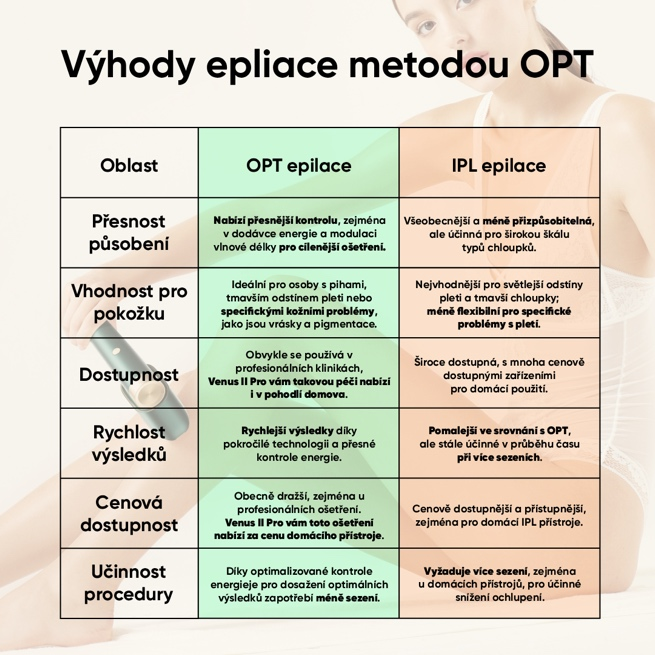 Výhody epliace metodou OPT
Oblast
OPT epilace
IPL epilace
Přesnost
působení
Nabízí přesnější kontrolu, zejména
v dodávce energie a modulaci
vlnové délky pro cílenější ošetření.
Všeobecnější a méně přizpůsobitelná,
ale účinná pro širokou škálu
typů chloupků.
Vhodnost pro
pokožku
Ideální pro osoby s pihami,
tmavším odstínem pleti nebo
specifickými kožními problémy,
jako jsou vrásky a pigmentace.
Nejvhodnější pro světlejší odstíny
pleti a tmavší chloupky;
méně flexibilní pro specifické
problémy s pletí.
Dostupnost
Obvykle se používá v
profesionálních klinikách,
Venus II Pro vám takovou péči nabízí
i v pohodlí domova.
Široce dostupná, s mnoha cenově
dostupnými zařízeními
pro domácí použití.
Rychlost
výsledků
Rychlejší výsledky díky
pokročilé technologii a přesné
kontrole energie.
Pomalejší ve srovnání s OPT,
ale stále účinné v průběhu času
při více sezeních.
Cenová
dostupnost
Obecně dražší, zejména u
profesionálních ošetření.
Venus II Pro vám toto ošetření
nabízí za cenu domácího přístroje.
Cenově dostupnější a přístupnější,
zejména pro domácí IPL přístroje.
Učinnost
procedury
Díky optimalizované kontrole
energieje pro dosažení optimálních
výsledků zapotřebí méně sezení.
Vyžaduje více sezení, zejména
u domácích přístrojů, pro účinné
snížení ochlupení.